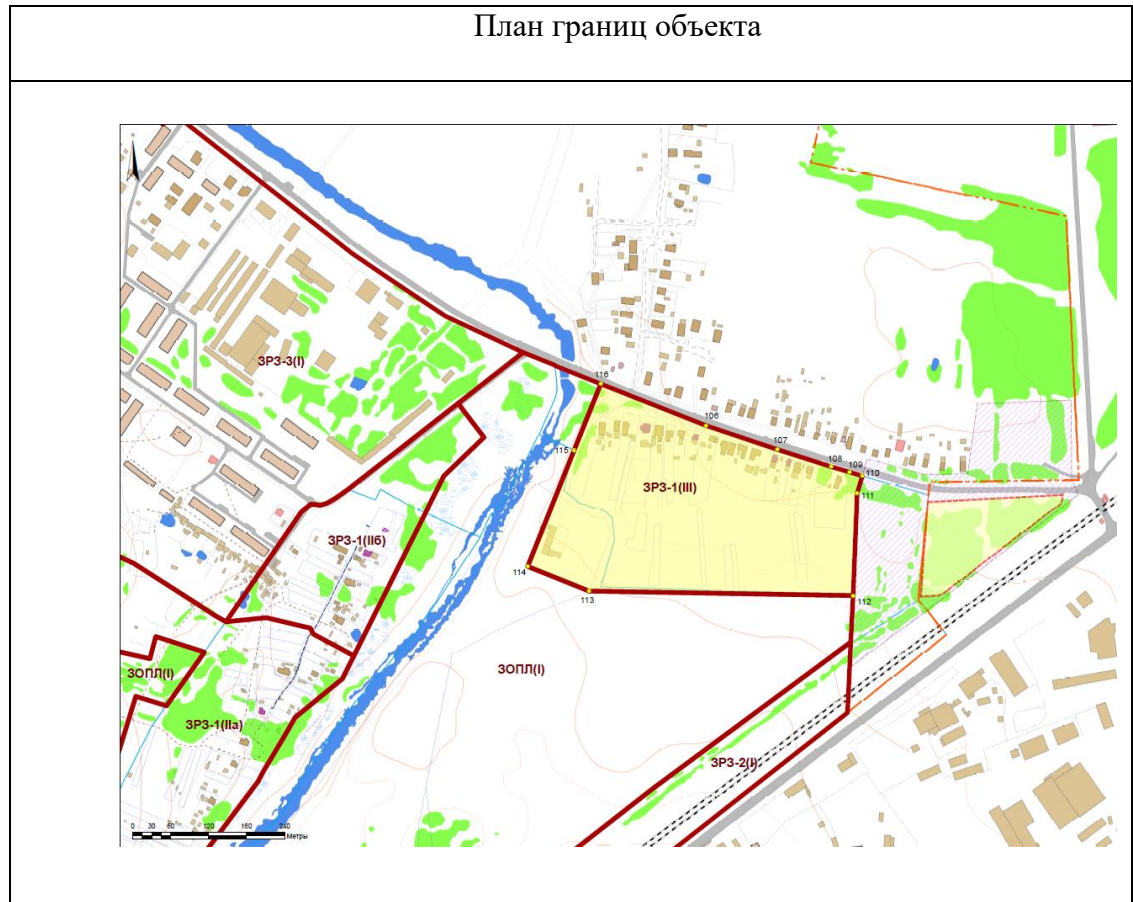 План границ объекта
116
106
ЗРЗ-3(I)
107
115
108
109
110
ЗРЗ-1(III)
111
ЗРЗ-1(IIб)
114
113
112
ЗОПЛ(I)
ЗОПЛ(I)
ЗРЗ-1(IIа)
ЗРЗ-2(I)
0 30 60 120 180 240
Метры